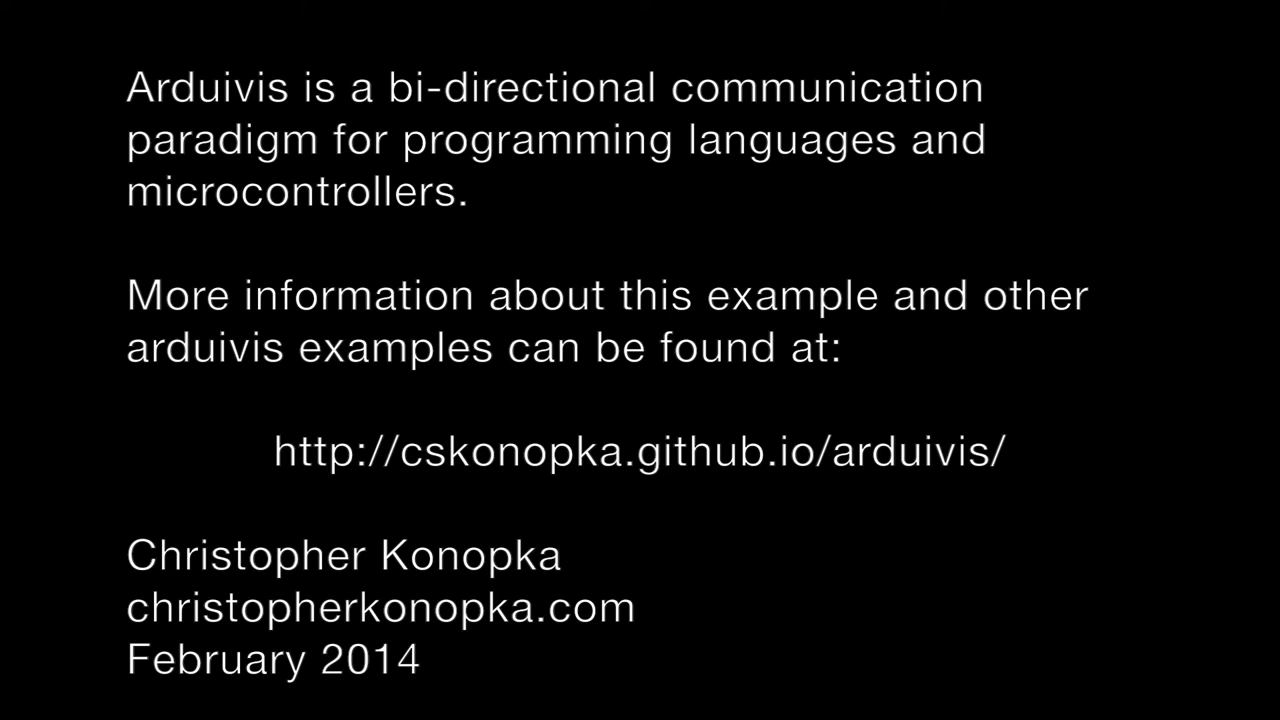 Arduivis is a bi-directional communication
paradigm for programming languages and
microcontrollers.
More information about this example and other
arduivis examples can be found at:
http://cskonopka.github.io/arduivis/
Christopher Konopka
christopherkonopka.com
February 2014